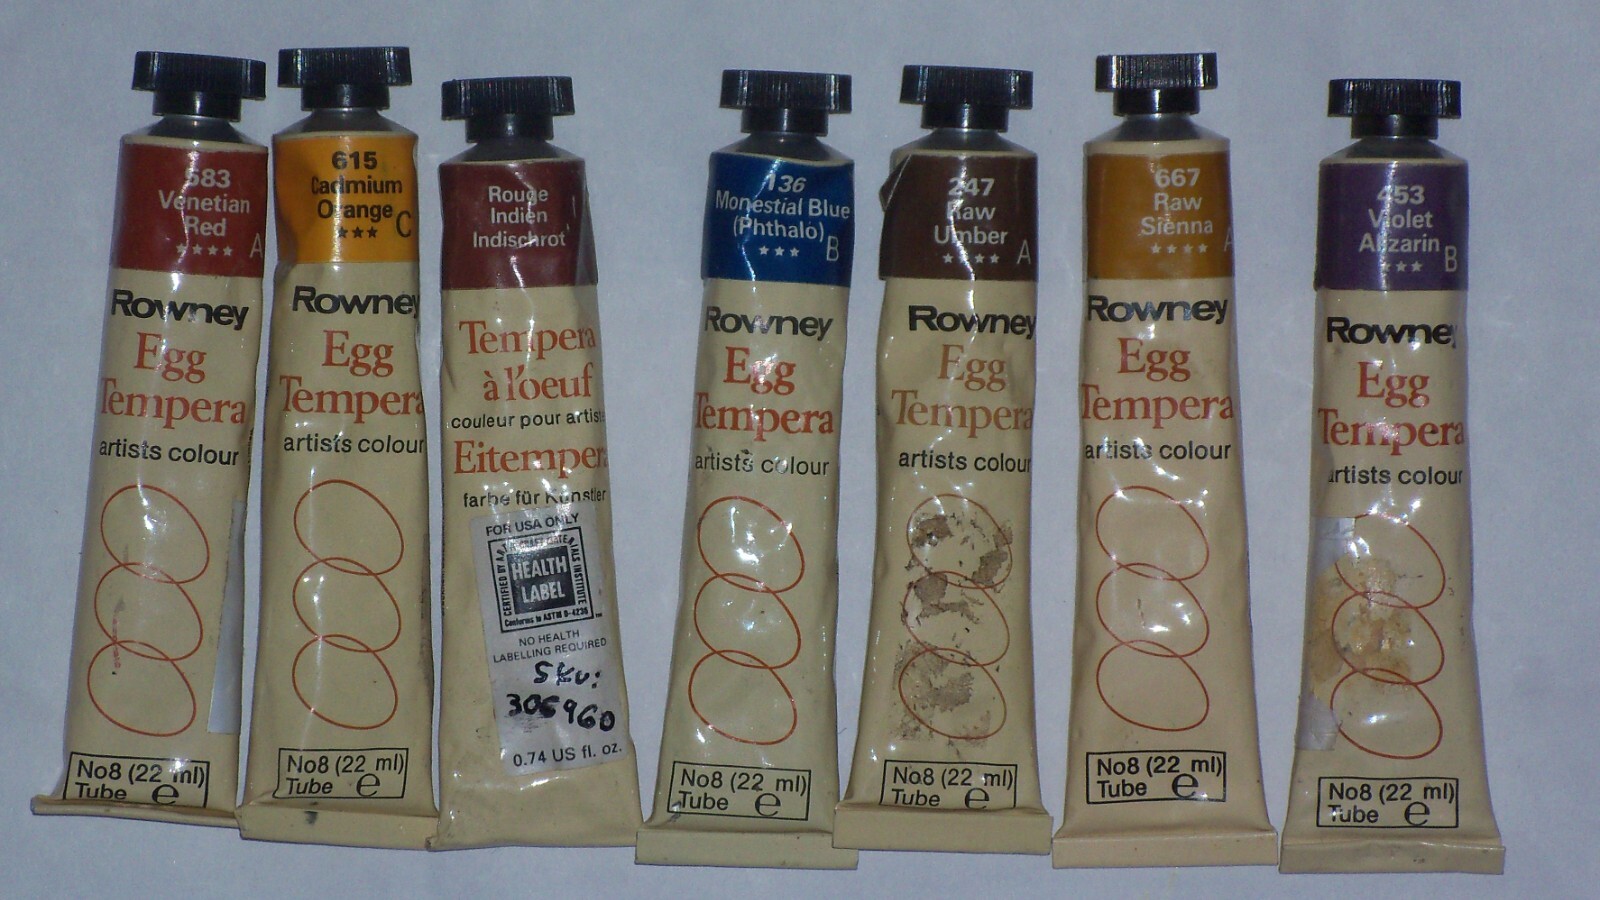 583
Venetian
Red
★★★★ A
Rowney
Egg
Tempera
artists colour
No8 (22 ml)
Tube e
615
Cadmium
Orange
★★★ C
Rowney
Egg
Tempera
artists colour
No8 (22 ml)
Tube e
Rouge
Indien
Indischrot
Tempera
à l'oeuf
couleur pour artiste
Eitempera
farbe für Künstler
FOR USA ONLY
HEALTH
LABEL
Conforms to ASTM D-4236
NO HEALTH
LABELLING REQUIRED
SKU:
306960
0.74 US fl. oz.
136
Monestial Blue
(Phthalo)
★★★ B
Rowney
Egg
Tempera
artists colour
No8 (22 ml)
Tube e
247
Raw
Umber
★★★★ A
Rowney
Egg
Tempera
artists colour
No8 (22 ml)
Tube e
667
Raw
Sienna
★★★★ A
Rowney
Egg
Tempera
artists colour
No8 (22 ml)
Tube e
453
Violet
Alizarin
★★★ B
Rowney
Egg
Tempera
artists colour
No8 (22 ml)
Tube e